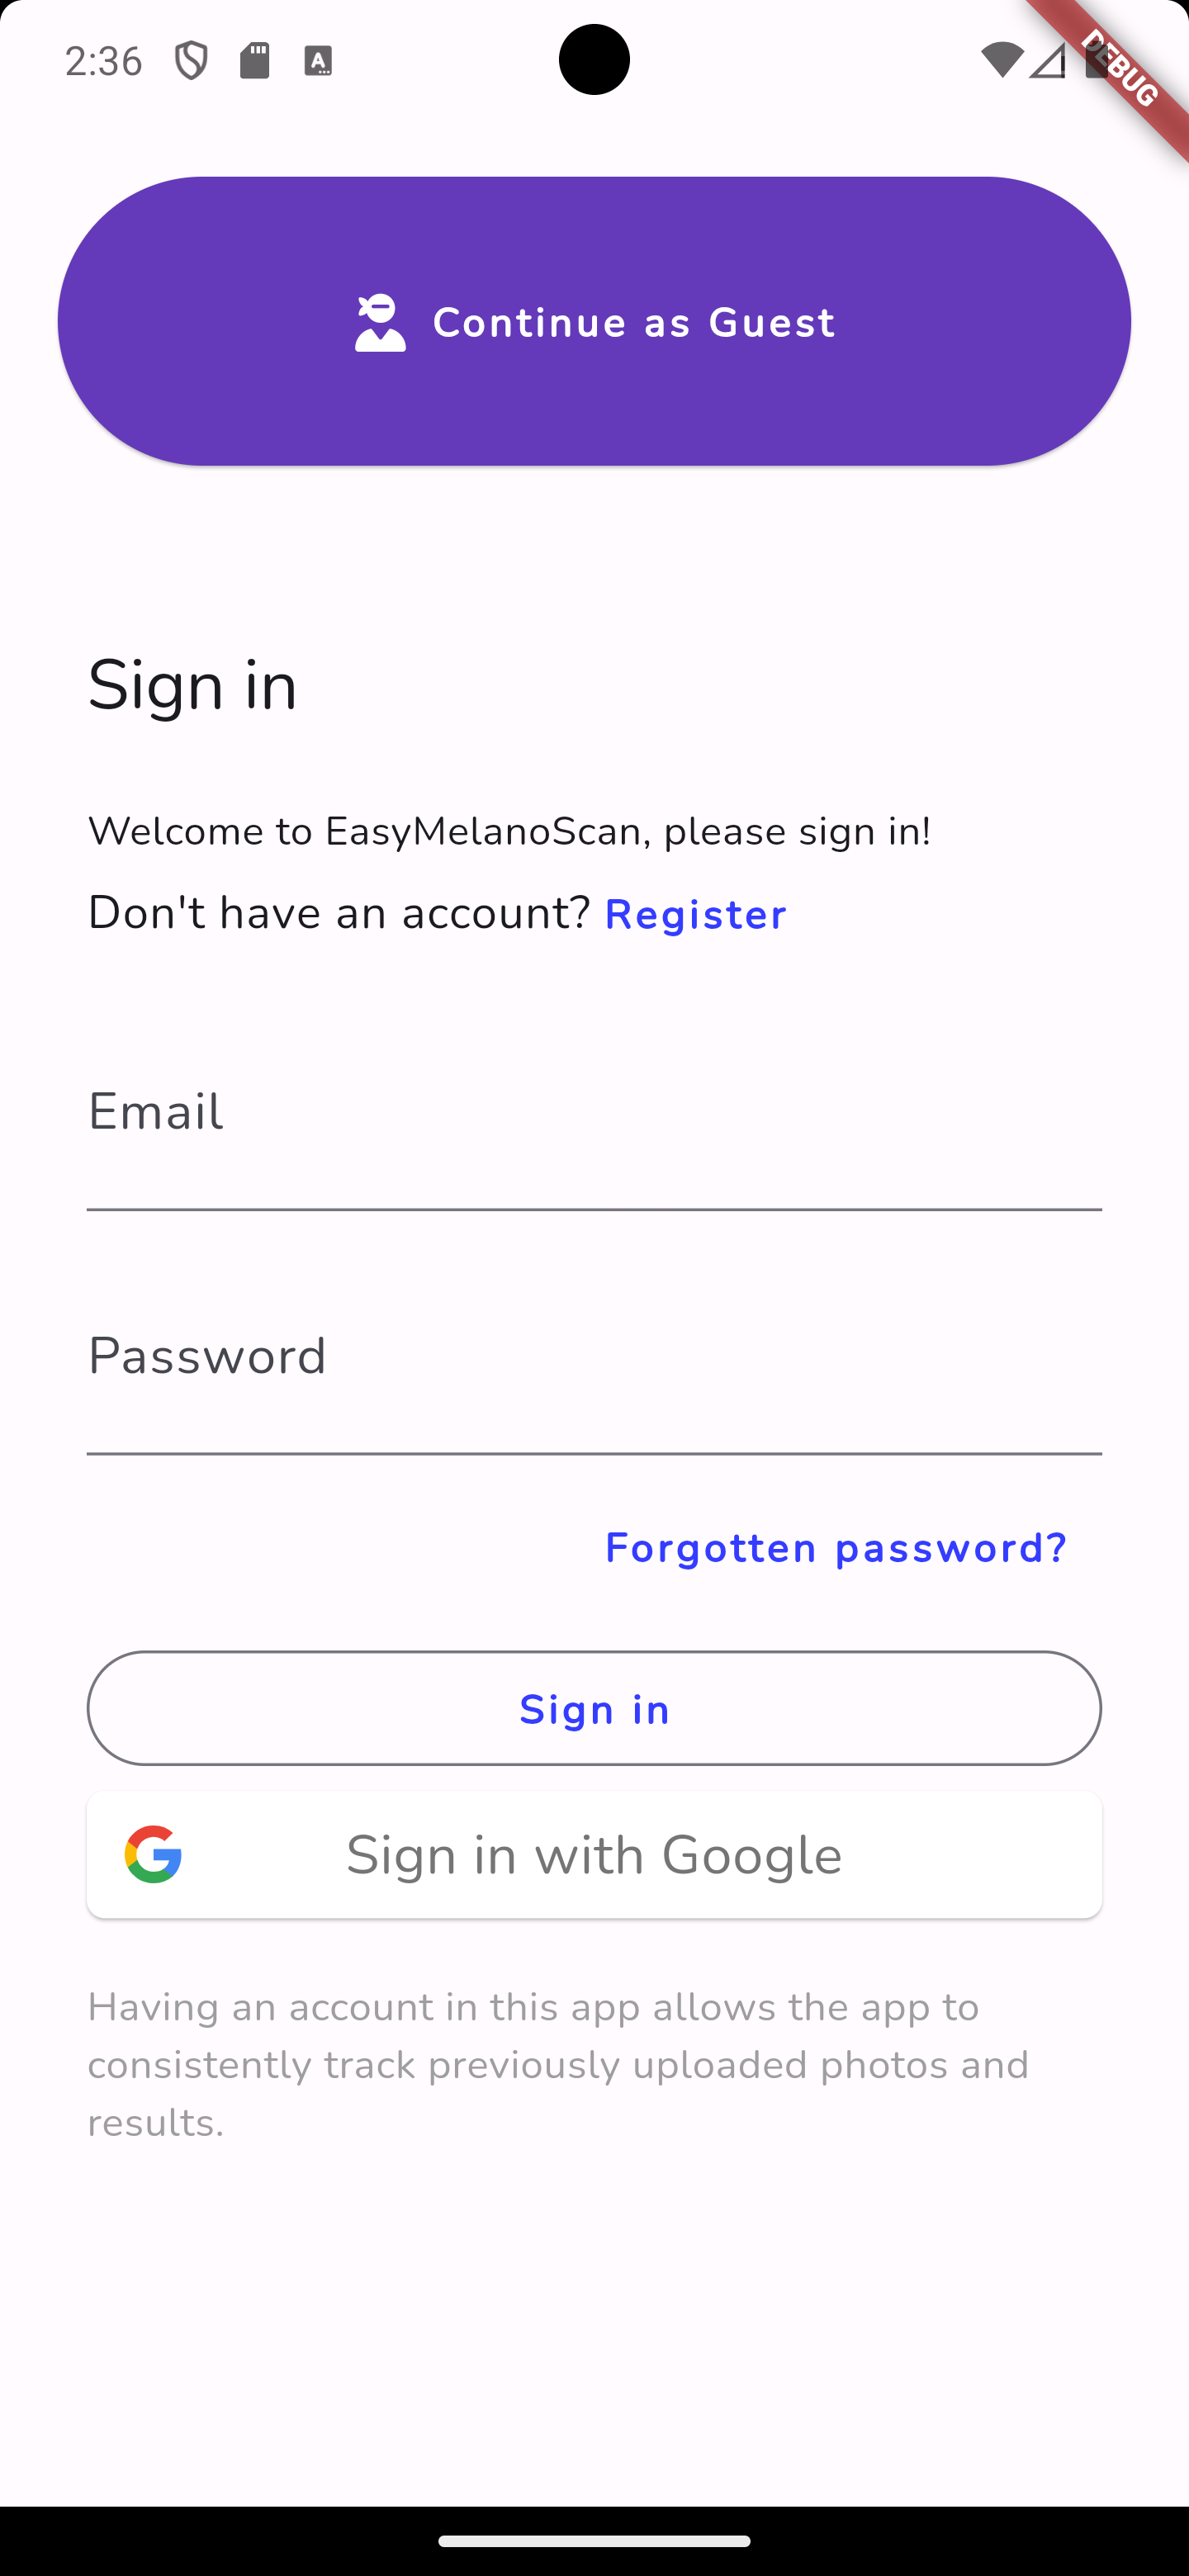 2:36
A
DEBUG
Continue as Guest
Sign in
Welcome to EasyMelanoScan, please sign in!
Don't have an account? Register
Email
Password
Forgotten password?
Sign in
Sign in with Google
Having an account in this app allows the app to
consistently track previously uploaded photos and
results.